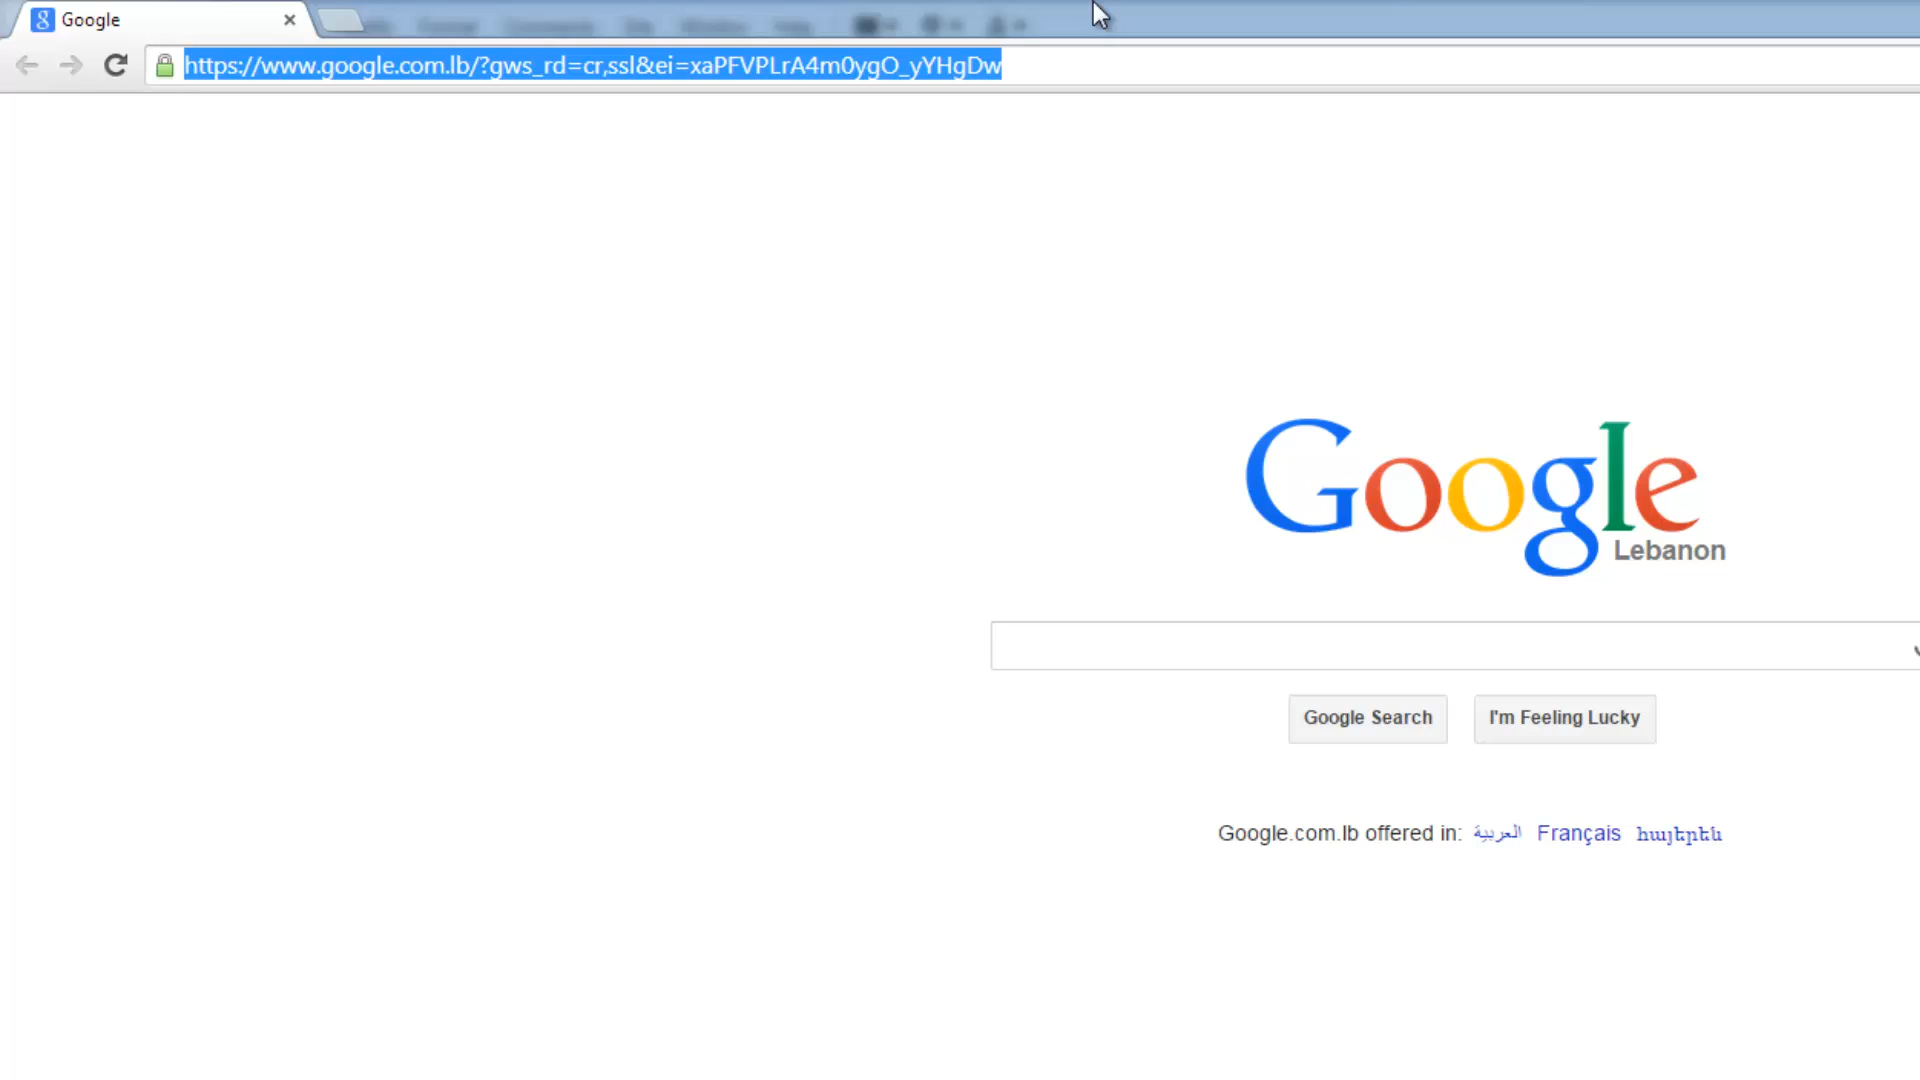 Google
https://www.google.com.lb/?gws_rd=cr,ssl&ei=xaPFVPLrA4m0ygO_yYHgDw
Google
Lebanon
Google Search I'm Feeling Lucky
Google.com.lb offered in: العربية Français հայերեն